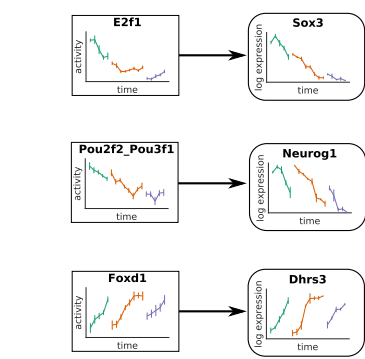 E2f1
activity
time
Sox3
log expression
time
Pou2f2_Pou3f1
activity
time
Neurog1
log expression
time
Foxd1
activity
time
Dhrs3
log expression
time